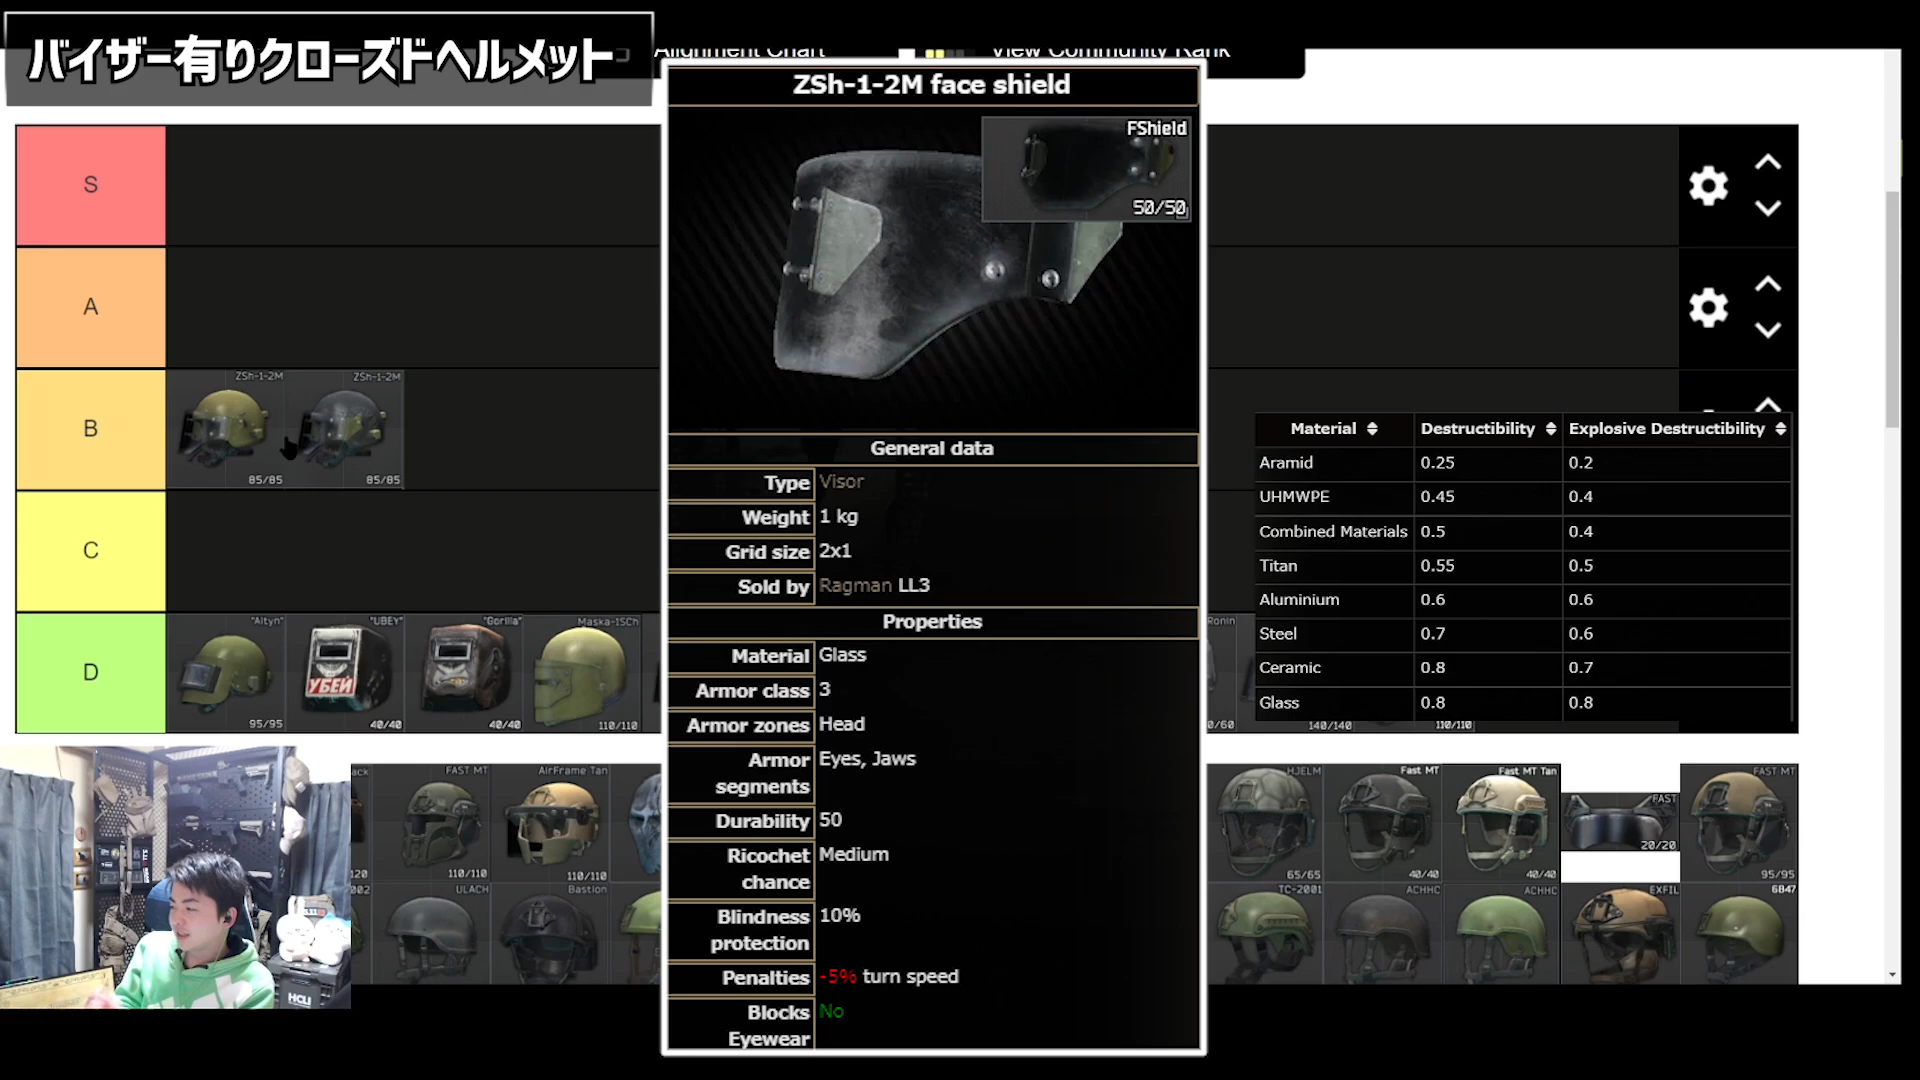 バイザー有りクローズドヘルメット
Alignment Chart
View Community Rank
ZSh-1-2M face shield
FShield
50/50
General data
Type Visor
Weight 1 kg
Grid size 2x1
Sold by Ragman LL3
Properties
Material Glass
Armor class 3
Armor zones Head
Armor segments Eyes, Jaws
Durability 50
Ricochet chance Medium
Blindness protection 10%
Penalties -5% turn speed
Blocks Eyewear No
S
A
B
ZSh-1-2M
85/85
ZSh-1-2M
85/85
C
D
"Altyn"
95/95
"UBEY"
УБЕЙ
40/40
"Gorilla"
40/40
Maska-1SCh
110/110
Ronin
0/60
140/140
110/110
Material Destructibility Explosive Destructibility
Aramid 0.25 0.2
UHMWPE 0.45 0.4
Combined Materials 0.5 0.4
Titan 0.55 0.5
Aluminium 0.6 0.6
Steel 0.7 0.6
Ceramic 0.8 0.7
Glass 0.8 0.8
FAST MT
110/110
AirFrame Tan
110/110
HJELM
65/65
Fast MT
40/40
Fast MT Tan
40/40
FAST
20/20
FAST MT
95/95
ULACH
Bastion
TC-2001
ACHHC
ACHHC
EXFIL
6B47